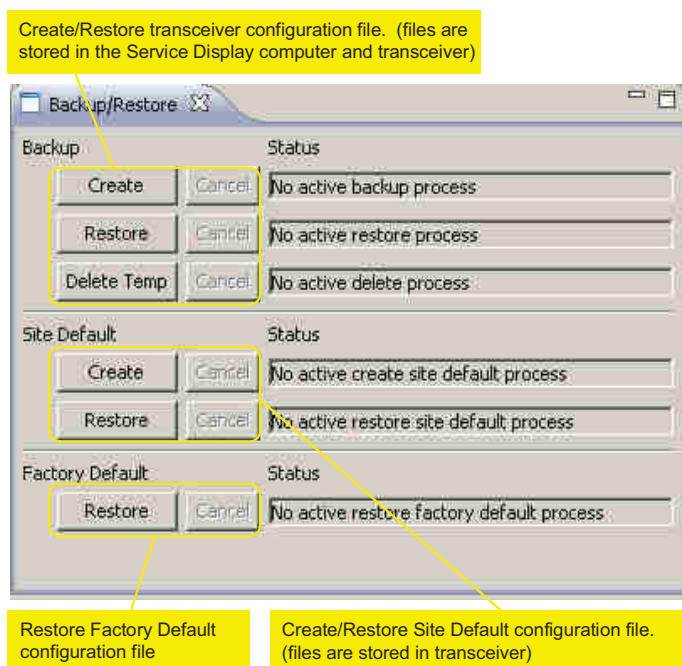 Create/Restore transceiver configuration file. (files are
stored in the Service Display computer and transceiver)
Backup/Restore
Backup Status
Create Cancel No active backup process
Restore Cancel No active restore process
Delete Temp Cancel No active delete process
Site Default Status
Create Cancel No active create site default process
Restore Cancel No active restore site default process
Factory Default Status
Restore Cancel No active restore factory default process
Restore Factory Default
configuration file
Create/Restore Site Default configuration file.
(files are stored in transceiver)